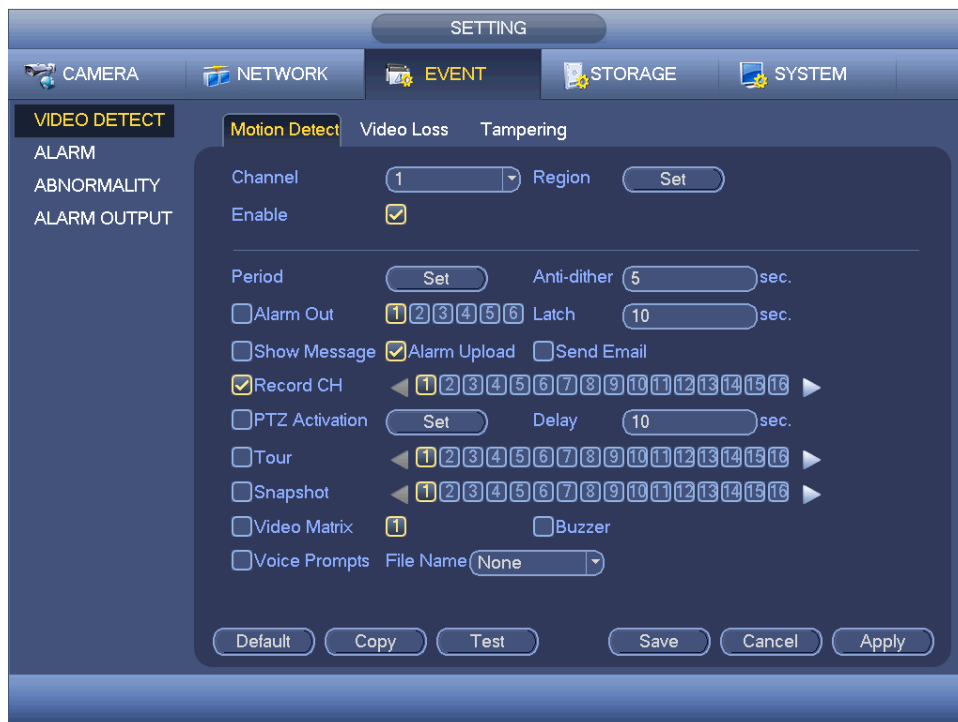 SETTING
CAMERA NETWORK EVENT STORAGE SYSTEM
VIDEO DETECT
ALARM
ABNORMALITY
ALARM OUTPUT
Motion Detect Video Loss Tampering
Channel 1 Region Set
Enable
Period Set Anti-dither 5 sec.
Alarm Out 1 2 3 4 5 6 Latch 10 sec.
Show Message Alarm Upload Send Email
Record CH 1 2 3 4 5 6 7 8 9 10 11 12 13 14 15 16
PTZ Activation Set Delay 10 sec.
Tour 1 2 3 4 5 6 7 8 9 10 11 12 13 14 15 16
Snapshot 1 2 3 4 5 6 7 8 9 10 11 12 13 14 15 16
Video Matrix 1 Buzzer
Voice Prompts File Name None
Default Copy Test Save Cancel Apply